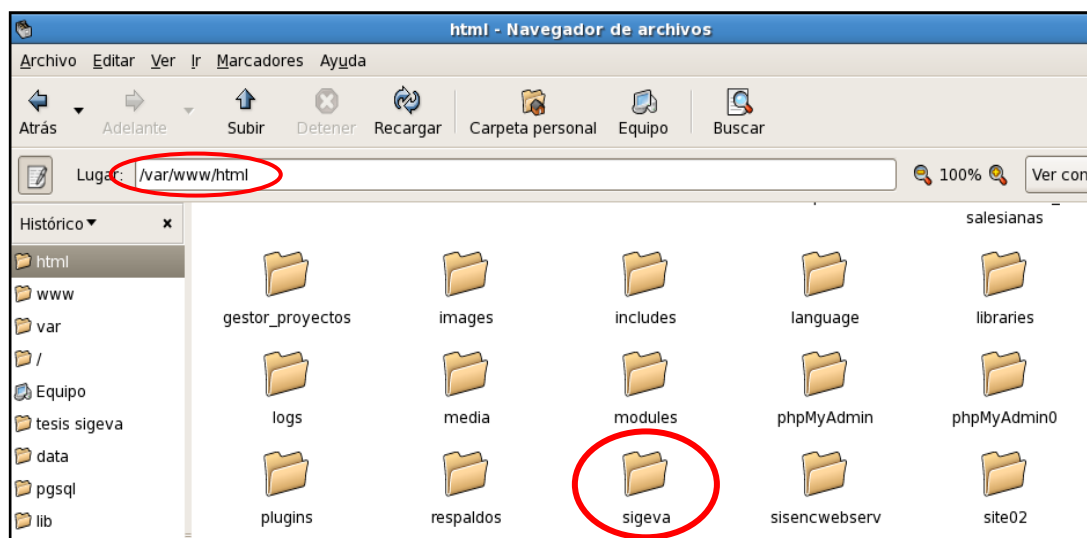 html - Navegador de archivos
Archivo Editar Ver Ir Marcadores Ayuda
Atrás Adelante Subir Detener Recargar Carpeta personal Equipo Buscar
Lugar: /var/www/html 100% Ver con
Histórico
salesianas
html
www
var
/
Equipo
tesis sigeva
data
pgsql
lib
gestor_proyectos images includes language libraries
logs media modules phpMyAdmin phpMyAdmin0
plugins respaldos sigeva sisencwebserv site02